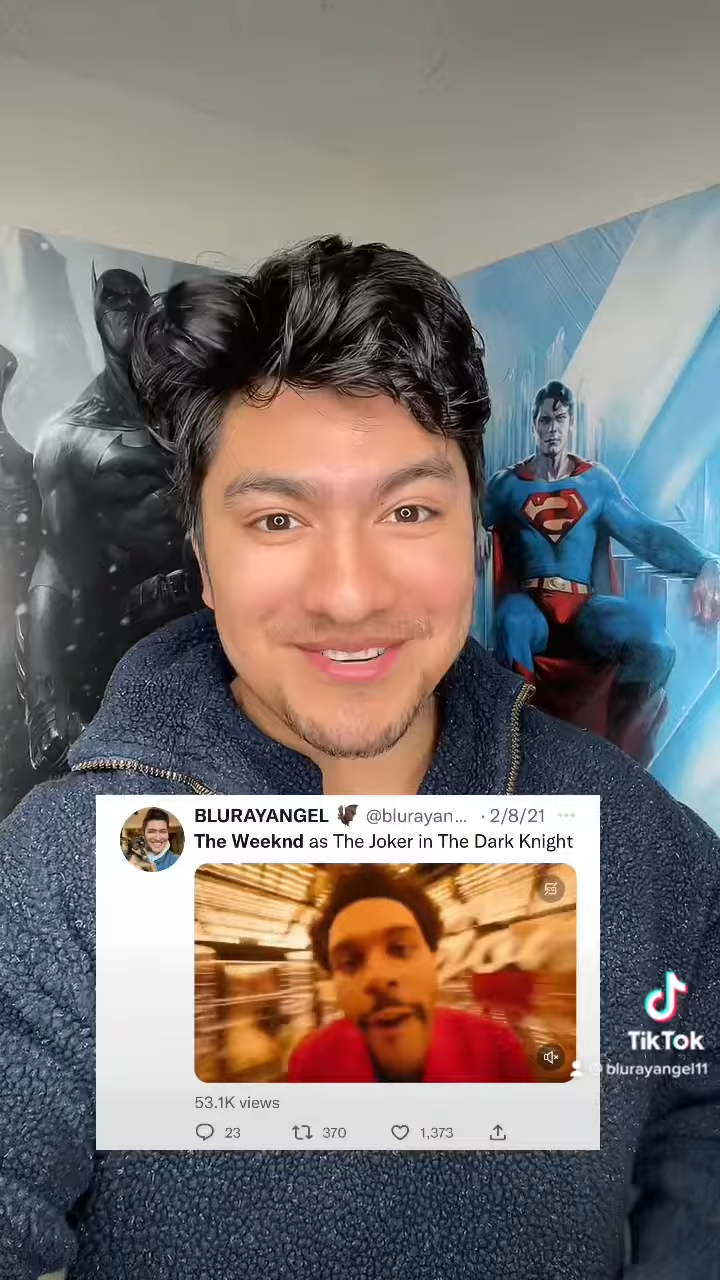 BLURAYANGEL @blurayan... · 2/8/21
The Weeknd as The Joker in The Dark Knight
53.1K views
23 370 1,373
TikTok
@blurayangel11